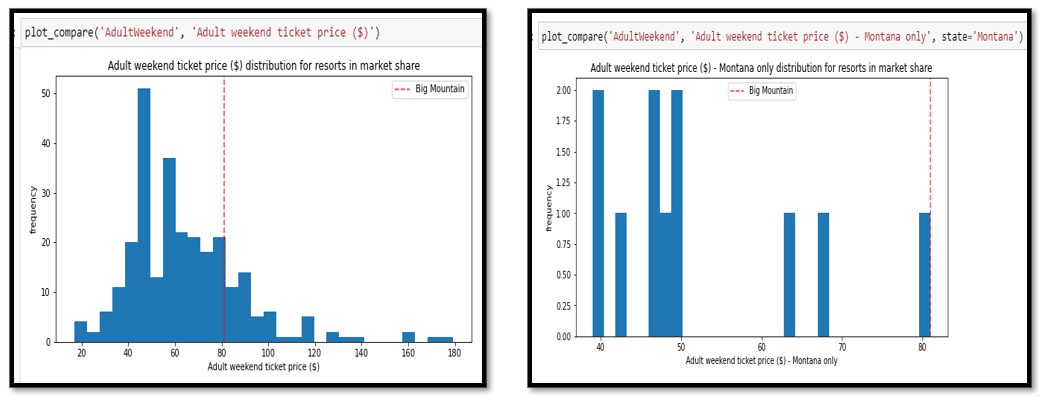 plot_compare('AdultWeekend', 'Adult weekend ticket price ($)')
Adult weekend ticket price ($) distribution for resorts in market share
Big Mountain
frequency
50
40
30
20
10
0
20 40 60 80 100 120 140 160 180
Adult weekend ticket price ($)
: plot_compare('AdultWeekend', 'Adult weekend ticket price ($) - Montana only', state='Montana')
Adult weekend ticket price ($) - Montana only distribution for resorts in market share
Big Mountain
frequency
2.00
1.75
1.50
1.25
1.00
0.75
0.50
0.25
0.00
40 50 60 70 80
Adult weekend ticket price ($) - Montana only